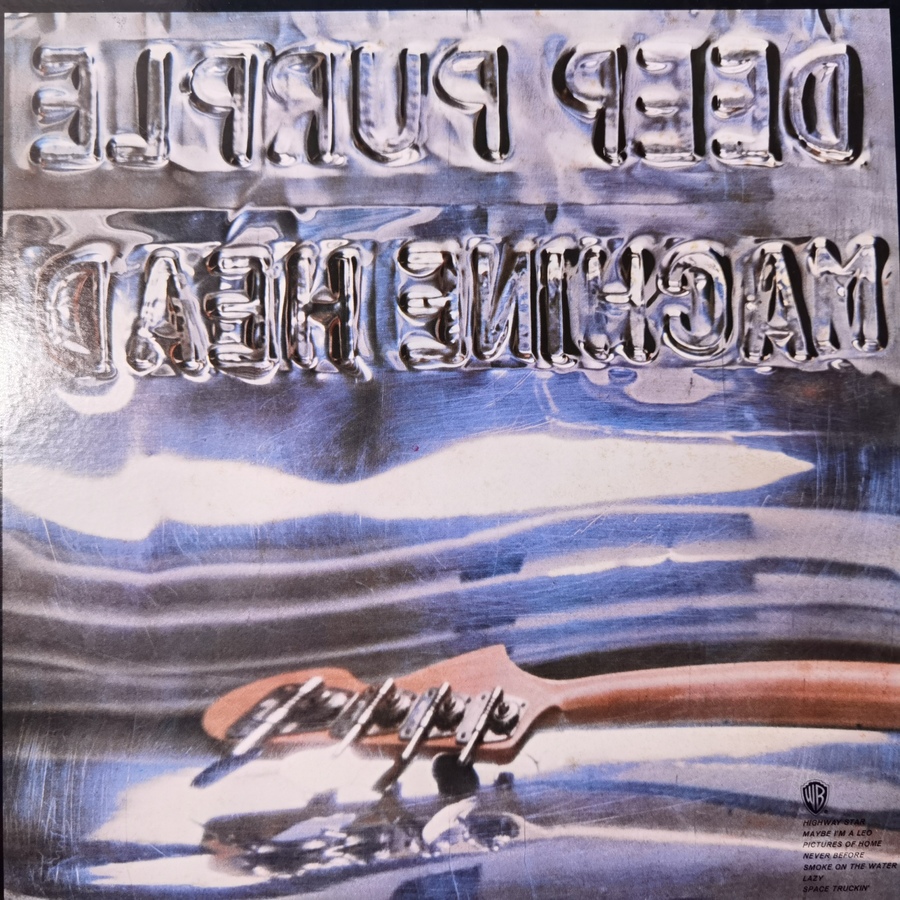 DEEP PURPLE
MACHINE HEAD
WB
HIGHWAY STAR
MAYBE I'M A LEO
PICTURES OF HOME
NEVER BEFORE
SMOKE ON THE WATER
LAZY
SPACE TRUCKIN'